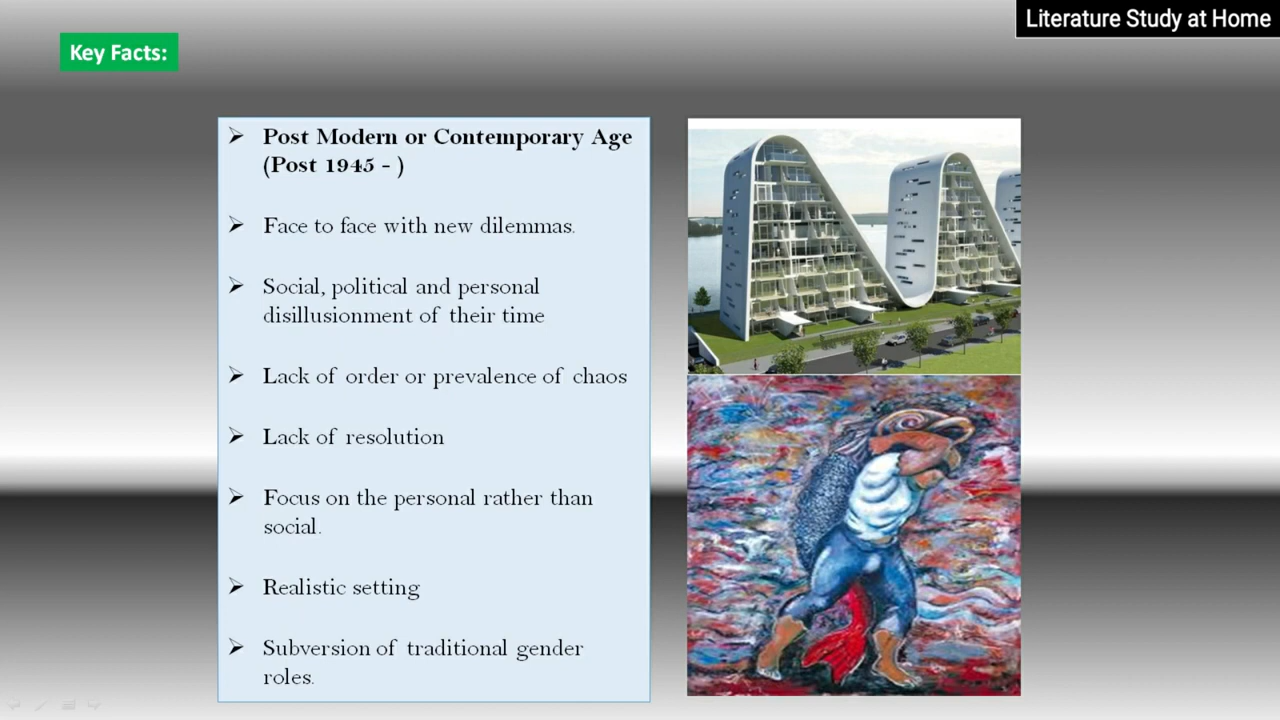 Literature Study at Home
Key Facts:
➢ Post Modern or Contemporary Age
(Post 1945 - )
➢ Face to face with new dilemmas.
➢ Social, political and personal
disillusionment of their time
➢ Lack of order or prevalence of chaos
➢ Lack of resolution
➢ Focus on the personal rather than
social.
➢ Realistic setting
➢ Subversion of traditional gender
roles.